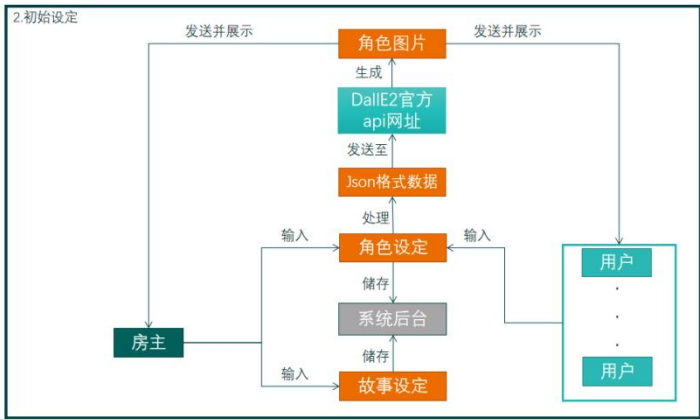 2.初始设定
发送并展示
角色图片
发送并展示
生成
DallE2官方
api网址
发送至
Json格式数据
处理
输入
角色设定
输入
用户
储存
·
·
·
系统后台
房主
储存
输入
故事设定
用户